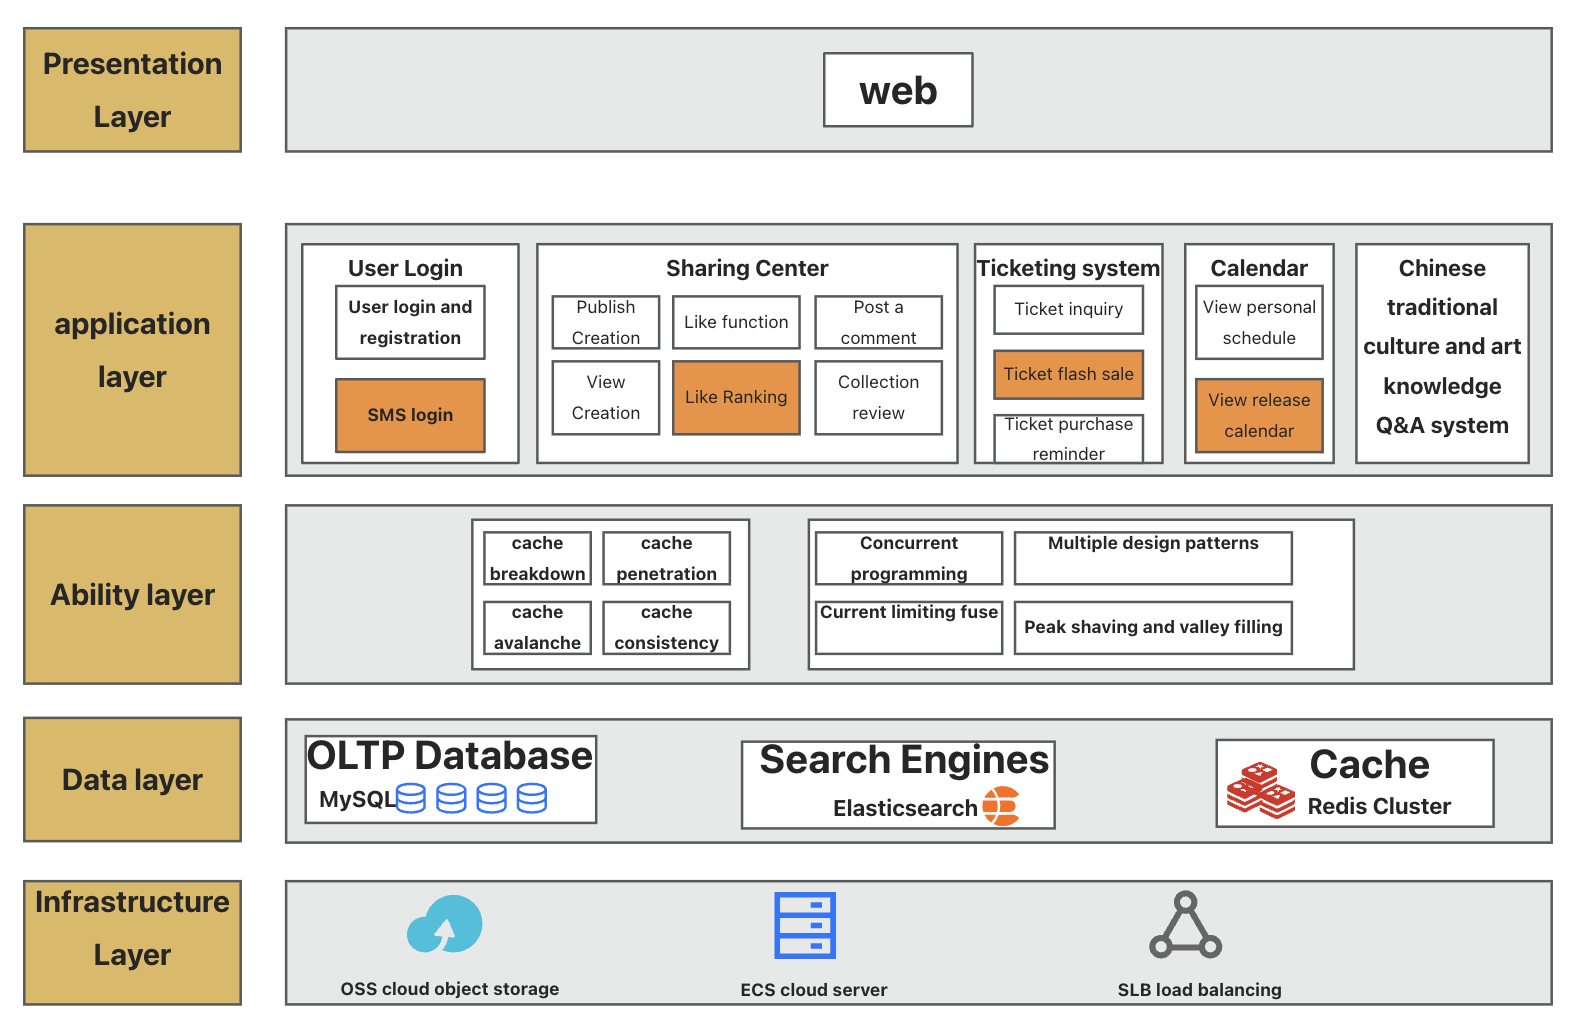 Presentation
Layer
web
application
layer
User Login
User login and
registration
SMS login
Sharing Center
Publish
Creation
Like function
Post a
comment
View
Creation
Like Ranking
Collection
review
Ticketing system
Ticket inquiry
Ticket flash sale
Ticket purchase
reminder
Calendar
View personal
schedule
View release
calendar
Chinese
traditional
culture and art
knowledge
Q&A system
Ability layer
cache
breakdown
cache
penetration
cache
avalanche
cache
consistency
Concurrent
programming
Multiple design patterns
Current limiting fuse
Peak shaving and valley filling
Data layer
OLTP Database
MySQL
Search Engines
Elasticsearch
Cache
Redis Cluster
Infrastructure
Layer
OSS cloud object storage
ECS cloud server
SLB load balancing